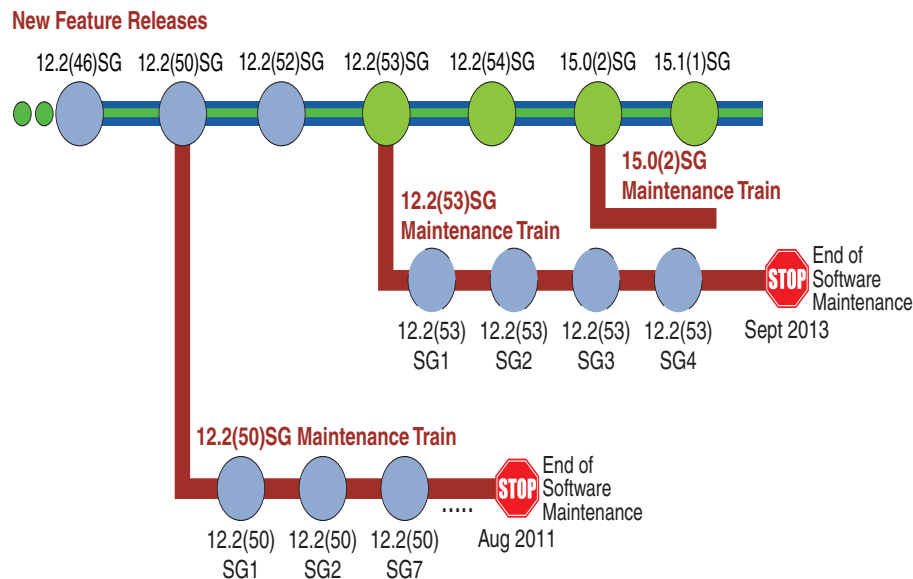 New Feature Releases
12.2(46)SG 12.2(50)SG 12.2(52)SG 12.2(53)SG 12.2(54)SG 15.0(2)SG 15.1(1)SG
15.0(2)SG
Maintenance Train
12.2(53)SG
Maintenance Train
STOP
End of
Software
Maintenance
12.2(53) 12.2(53) 12.2(53) 12.2(53)
SG1 SG2 SG3 SG4
Sept 2013
12.2(50)SG Maintenance Train
.....
STOP
End of
Software
Maintenance
12.2(50) 12.2(50) 12.2(50)
SG1 SG2 SG7
Aug 2011